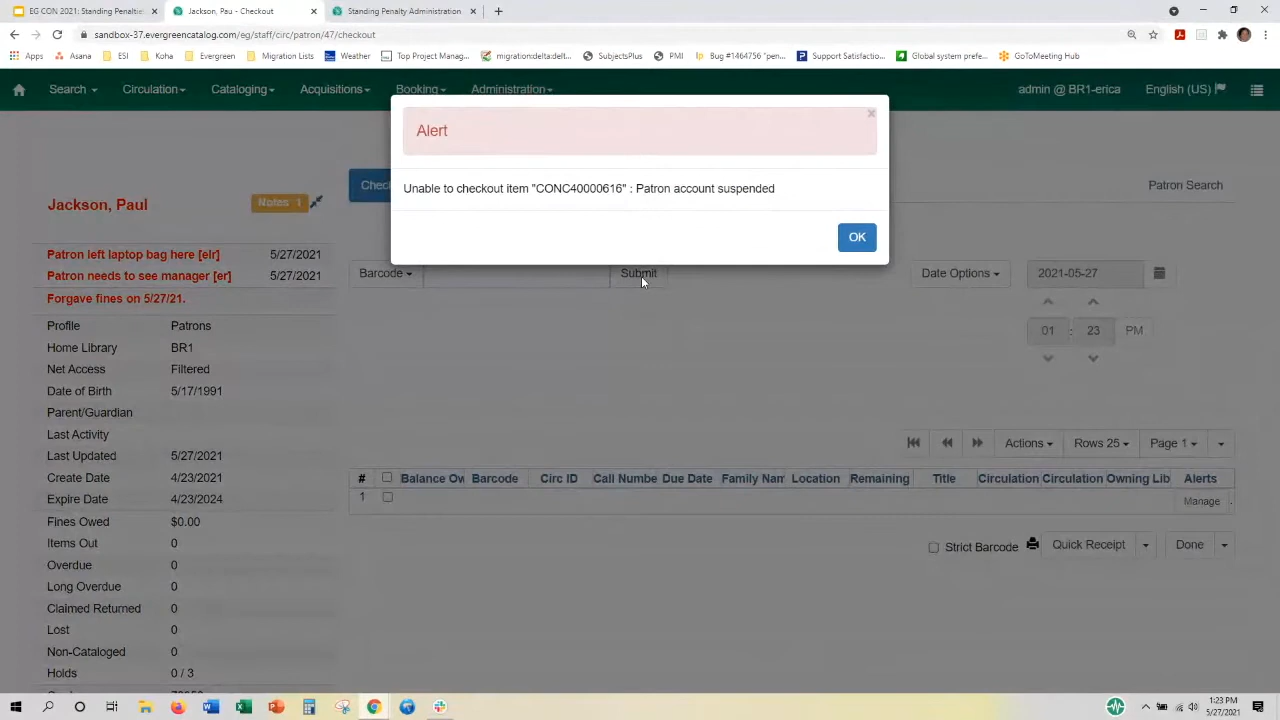 EG CON 2021: Standing Penalties
Jackson, Pau - Checkout
Standing Penalty Administration
sandbox-37.evergreencatalog.com/eg/staff/circ/patron/47/checkout
Apps Asana ESI Koha Evergreen Migration Lists Weather Top Project Manag... migration:delta:delt... SubjectsPlus PMI Bug #1464756 "pen... Support Satisfactio... Global system prefe... GoToMeeting Hub
Search Circulation Cataloging Acquisitions Booking Administration admin @ BR1-erica English (US)
Alert
Unable to checkout item "CONC40000616" : Patron account suspended
OK
Jackson, Paul
Notes 1
Chec
Patron Search
Patron left laptop bag here [elr] 5/27/2021
Patron needs to see manager [er] 5/27/2021
Forgave fines on 5/27/21.
Barcode Submit Date Options 2021-05-27
01 : 23 PM
Profile Patrons
Home Library BR1
Net Access Filtered
Date of Birth 5/17/1991
Parent/Guardian
Last Activity
Last Updated 5/27/2021
Create Date 4/23/2021
Expire Date 4/23/2024
Fines Owed $0.00
Items Out 0
Overdue 0
Long Overdue 0
Claimed Returned 0
Lost 0
Non-Cataloged 0
Holds 0 / 3
Actions Rows 25 Page 1
# Balance Ow Barcode Circ ID Call Numbe Due Date Family Nam Location Remaining Title Circulation Circulation Owning Lib Alerts
1 Manage
Strict Barcode Quick Receipt Done
1:23 PM
5/27/2021